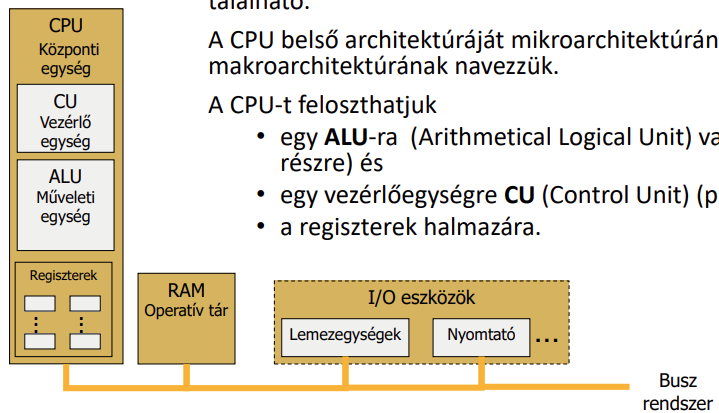 található.
A CPU belső architektúráját mikroarchitektúrán
makroarchitektúrának navezzük.
A CPU-t feloszthatjuk
• egy ALU-ra (Arithmetical Logical Unit) va
részre) és
• egy vezérlőegységre CU (Control Unit) (p
• a regiszterek halmazára.
CPU
Központi
egység
CU
Vezérlő
egység
ALU
Műveleti
egység
Regiszterek
RAM
Operatív tár
I/O eszközök
Lemezegységek
Nyomtató
...
Busz
rendszer